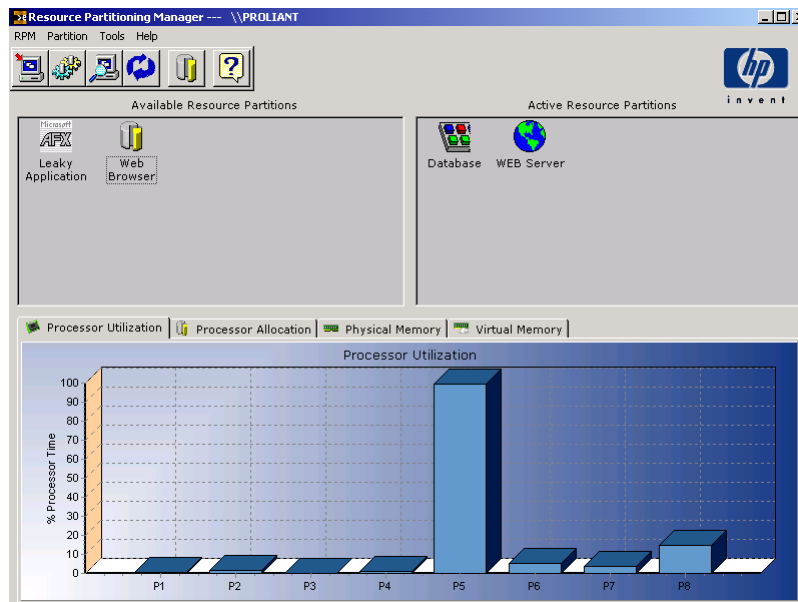 Resource Partitioning Manager --- \\PROLIANT
RPM Partition Tools Help
hp
invent
Available Resource Partitions
Active Resource Partitions
Microsoft
AFX
Leaky
Application
Web
Browser
Database
WEB Server
Processor Utilization
Processor Allocation
Physical Memory
Virtual Memory
Processor Utilization
% Processor Time
100
90
80
70
60
50
40
30
20
10
0
P1 P2 P3 P4 P5 P6 P7 P8